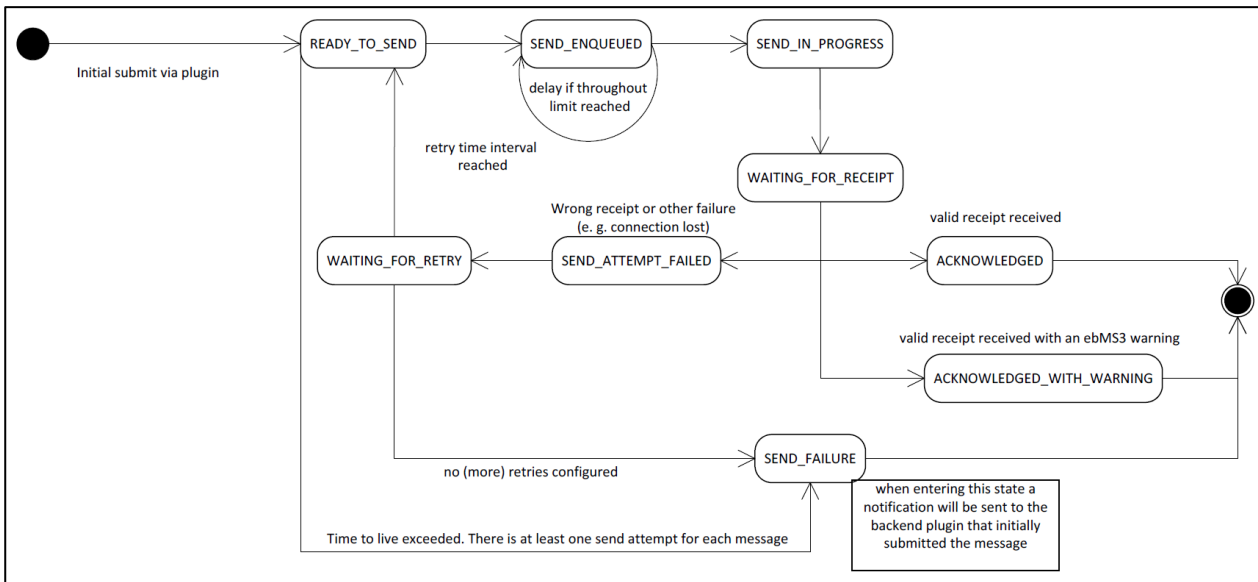 READY_TO_SEND
SEND_ENQUEUED
SEND_IN_PROGRESS
Initial submit via plugin
delay if throughout
limit reached
retry time interval
reached
WAITING_FOR_RECEIPT
Wrong receipt or other failure
(e. g. connection lost)
valid receipt received
WAITING_FOR_RETRY
SEND_ATTEMPT_FAILED
ACKNOWLEDGED
valid receipt received with an ebMS3 warning
ACKNOWLEDGED_WITH_WARNING
no (more) retries configured
SEND_FAILURE
when entering this state a
notification will be sent to the
backend plugin that initially
submitted the message
Time to live exceeded. There is at least one send attempt for each message